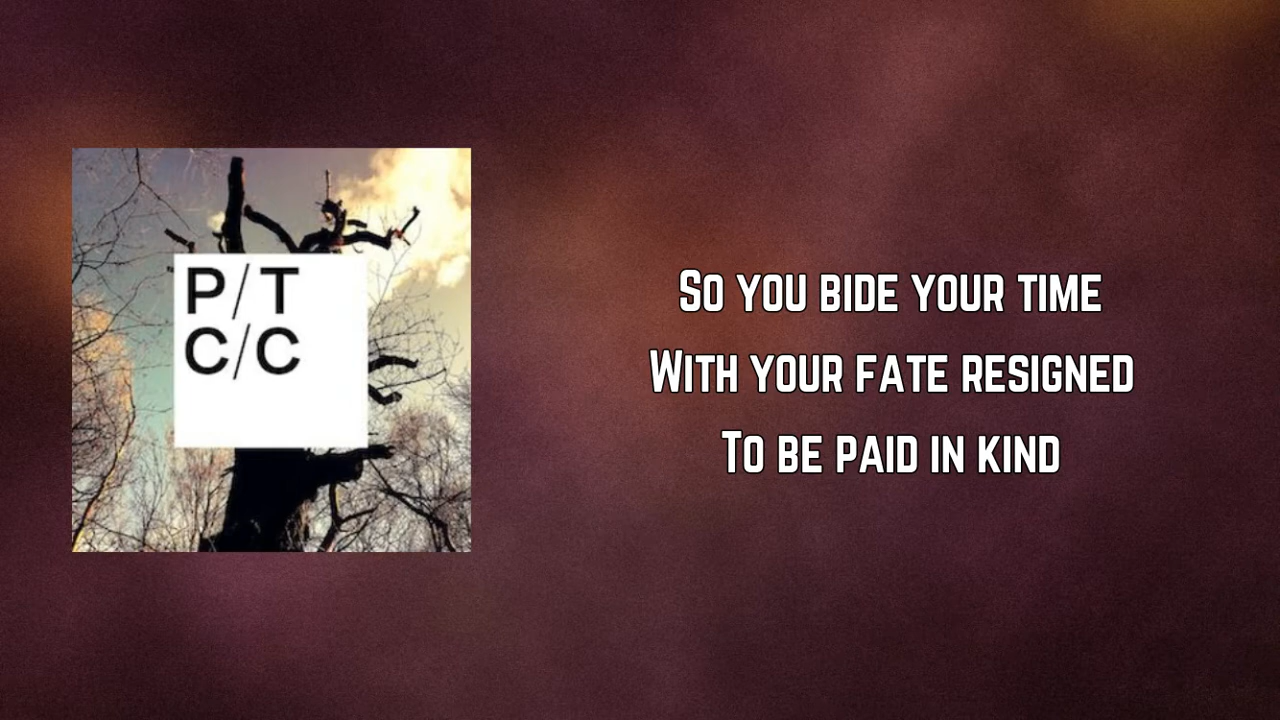 P/T
C/C
So you bide your time
With your fate resigned
To be paid in kind